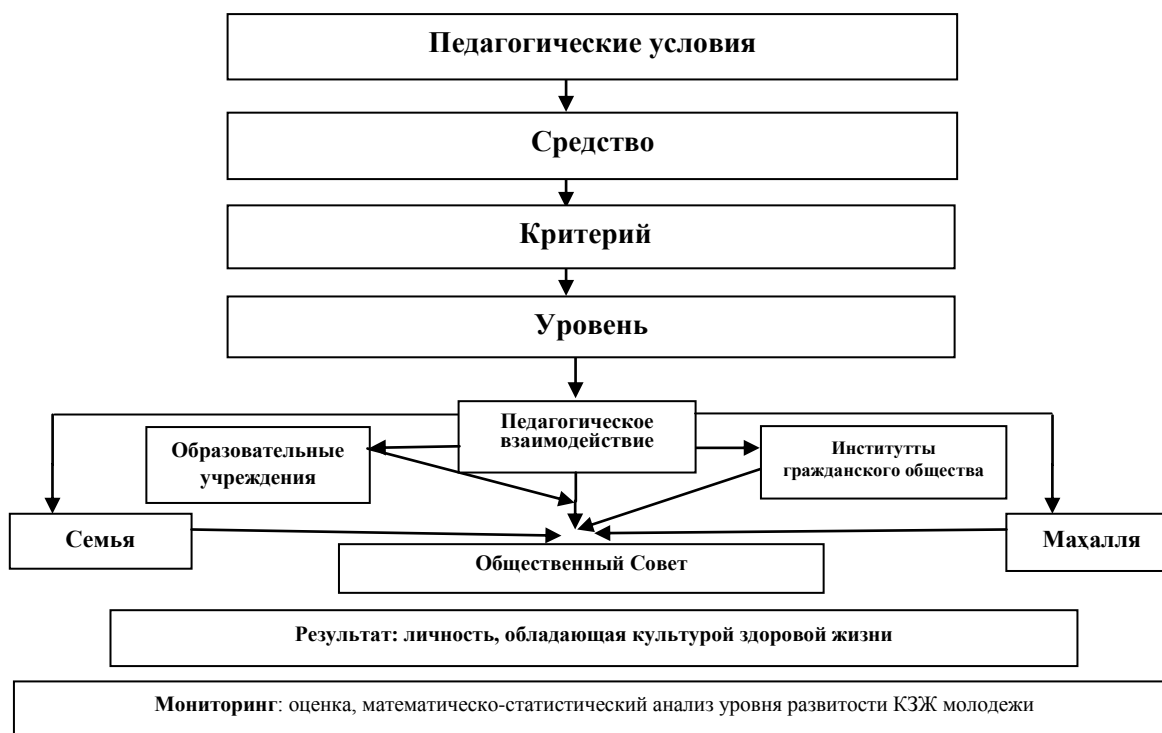 Педагогические условия
Средство
Критерий
Уровень
Педагогическое
взаимодействие
Образовательные
учреждения
Институтты
гражданского общества
Семья
Маҳалля
Общественный Совет
Результат: личность, обладающая культурой здоровой жизни
Мониторинг: оценка, математическо-статистический анализ уровня развитости КЗЖ молодежи